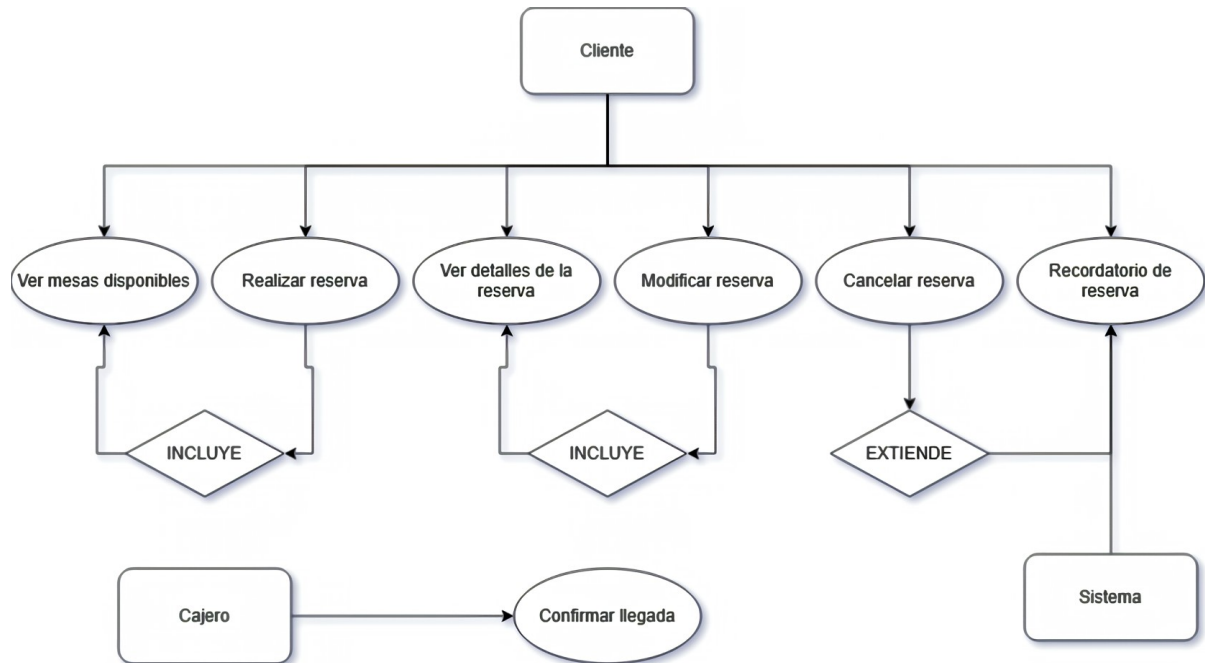 Cliente
Ver mesas disponibles
Realizar reserva
Ver detalles de la
reserva
Modificar reserva
Cancelar reserva
Recordatorio de
reserva
INCLUYE
INCLUYE
EXTIENDE
Cajero
Confirmar llegada
Sistema